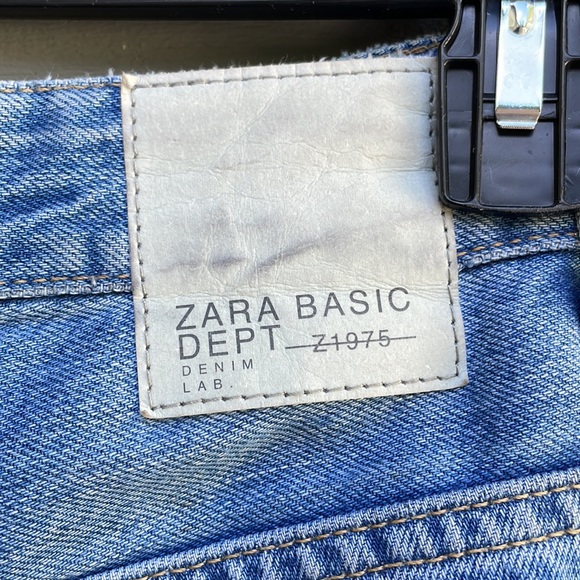 ZARA BASIC
DEPT Z1975
DENIM
LAB.